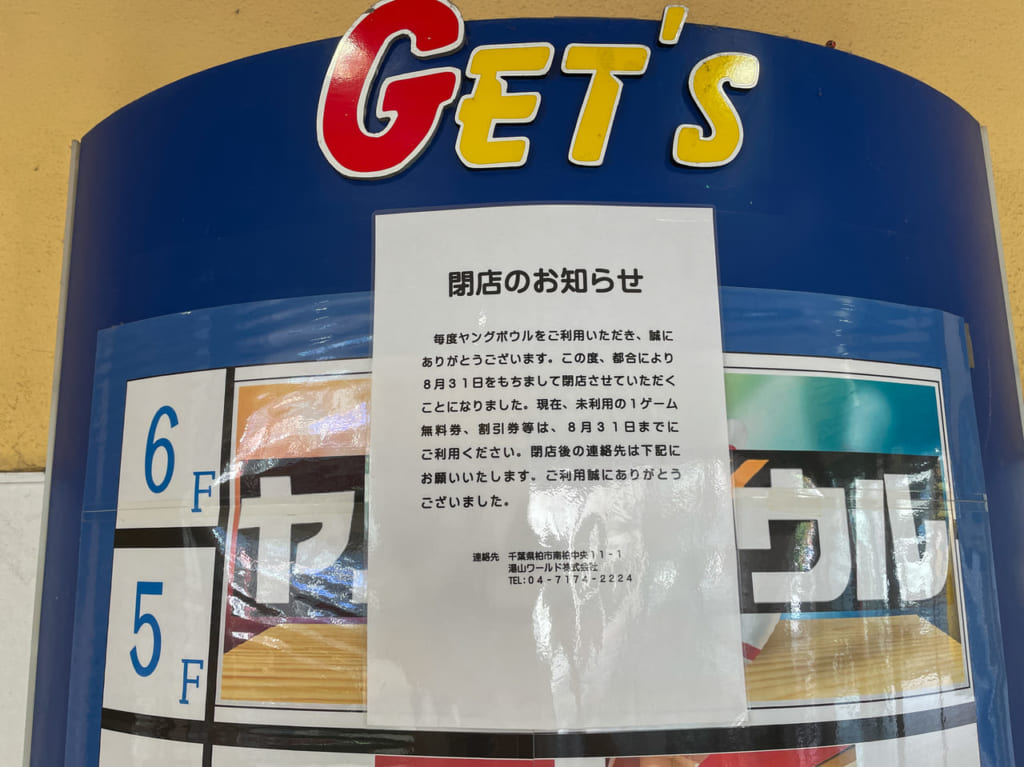 GET'S
閉店のお知らせ
毎度ヤングボウルをご利用いただき、誠に
ありがとうございます。この度、都合により
8月31日をもちまして閉店させていただく
ことになりました。現在、未利用の1ゲーム
無料券、割引券等は、8月31日までに
ご利用ください。閉店後の連絡先は下記に
お願いいたします。ご利用誠にありがとう
ございました。
連絡先 千葉県柏市南柏中央11-1
湯山ワールド株式会社
TEL:04-7174-2224
6F
5F
ヤ
ウル